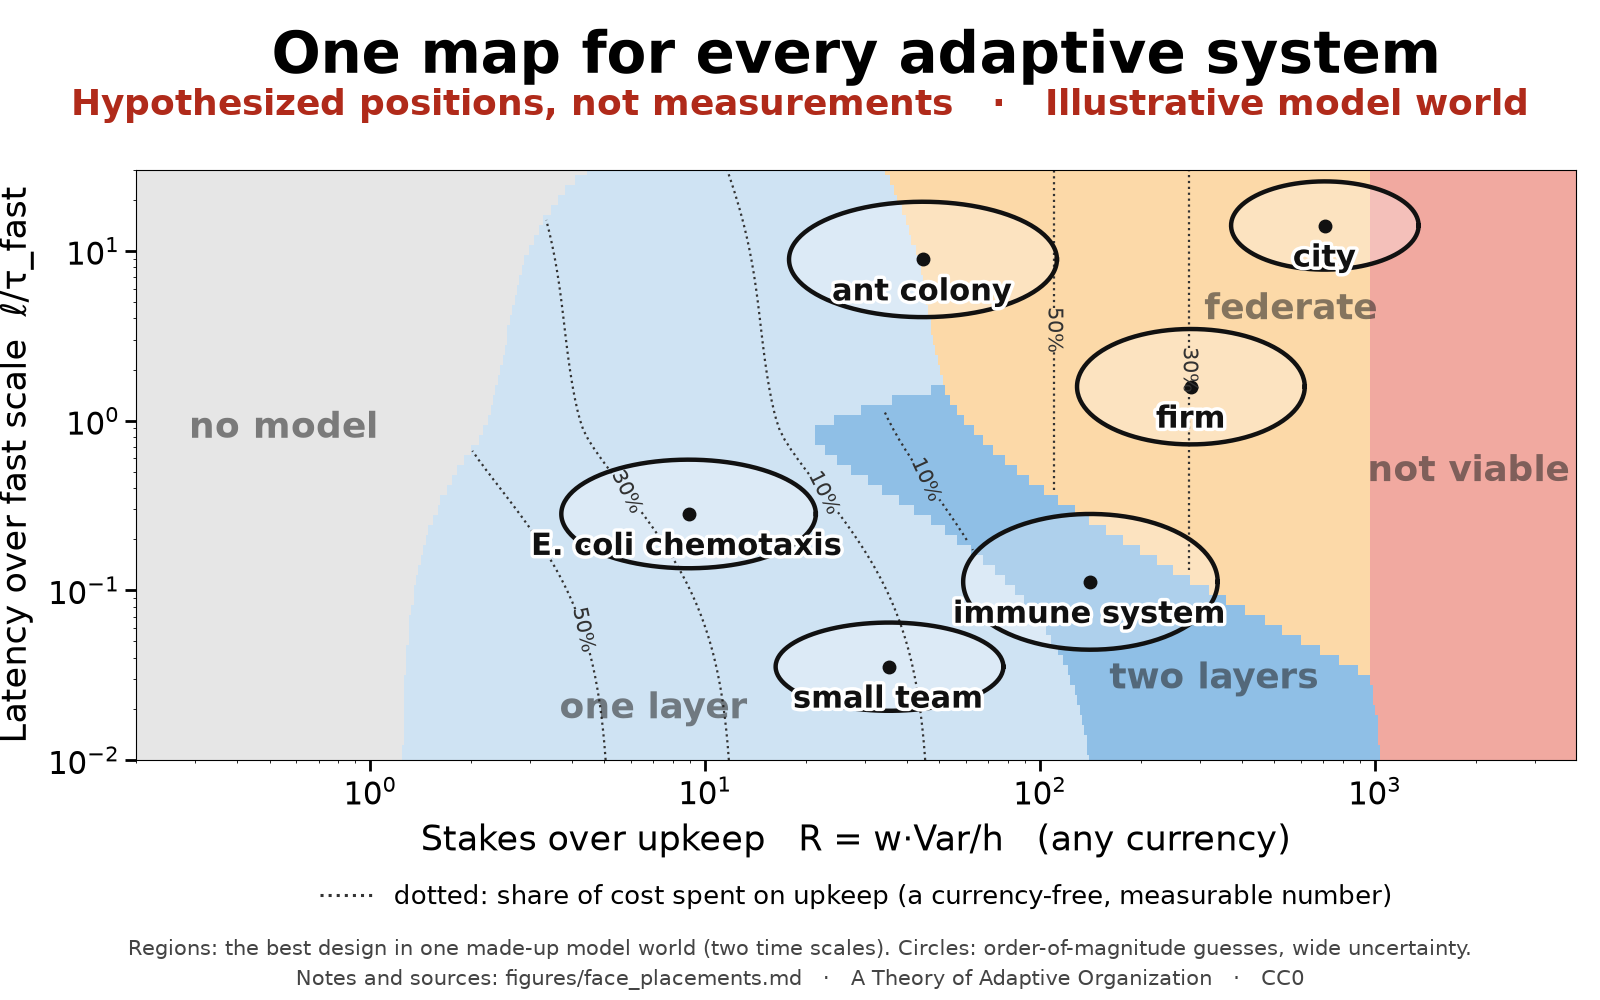 One map for every adaptive system
Hypothesized positions, not measurements · Illustrative model world
Latency over fast scale ℓ/τ_fast
10¹
10⁰
10⁻¹
10⁻²
no model
one layer
two layers
federate
not viable
ant colony
city
firm
E. coli chemotaxis
immune system
small team
50%
30%
30%
10%
10%
50%
10⁰
10¹
10²
10³
Stakes over upkeep R = w·Var/h (any currency)
dotted: share of cost spent on upkeep (a currency-free, measurable number)
Regions: the best design in one made-up model world (two time scales). Circles: order-of-magnitude guesses, wide uncertainty.
Notes and sources: figures/face_placements.md · A Theory of Adaptive Organization · CC0